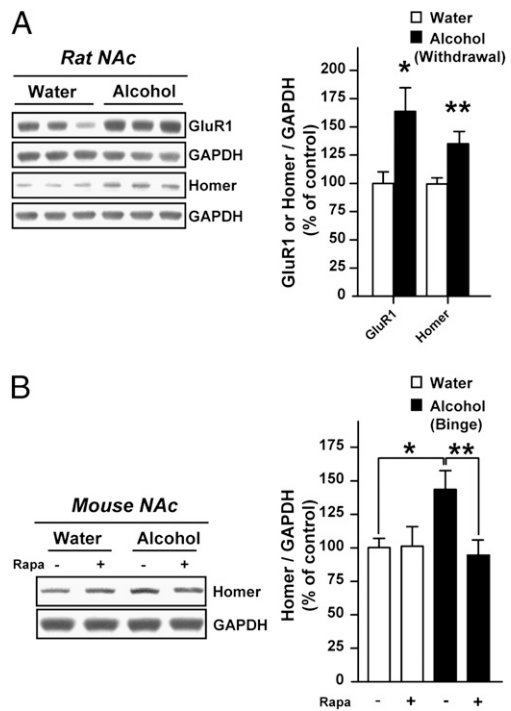 A
Rat NAc
Water Alcohol
GluR1
GAPDH
Homer
GAPDH
Water
Alcohol
(Withdrawal)
GluR1 or Homer / GAPDH
(% of control)
200
175
150
125
100
75
50
25
0
*
**
GluR1
Homer
B
Mouse NAc
Water Alcohol
Rapa - + - +
Homer
GAPDH
Water
Alcohol
(Binge)
Homer / GAPDH
(% of control)
175
150
125
100
75
50
25
0
* **
Rapa - + - +